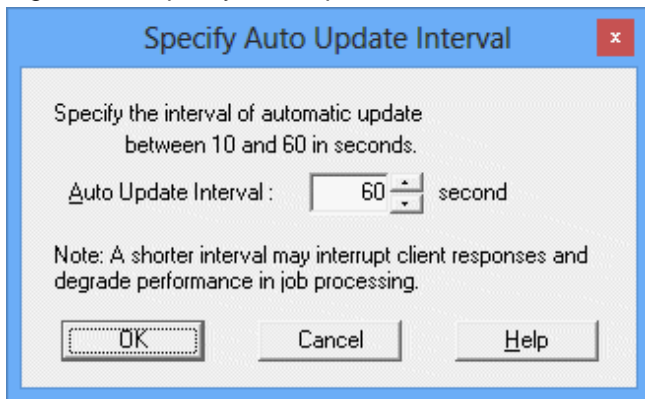 Specify Auto Update Interval
x
Specify the interval of automatic update
between 10 and 60 in seconds.
Auto Update Interval : 60 second
Note: A shorter interval may interrupt client responses and
degrade performance in job processing.
OK Cancel Help